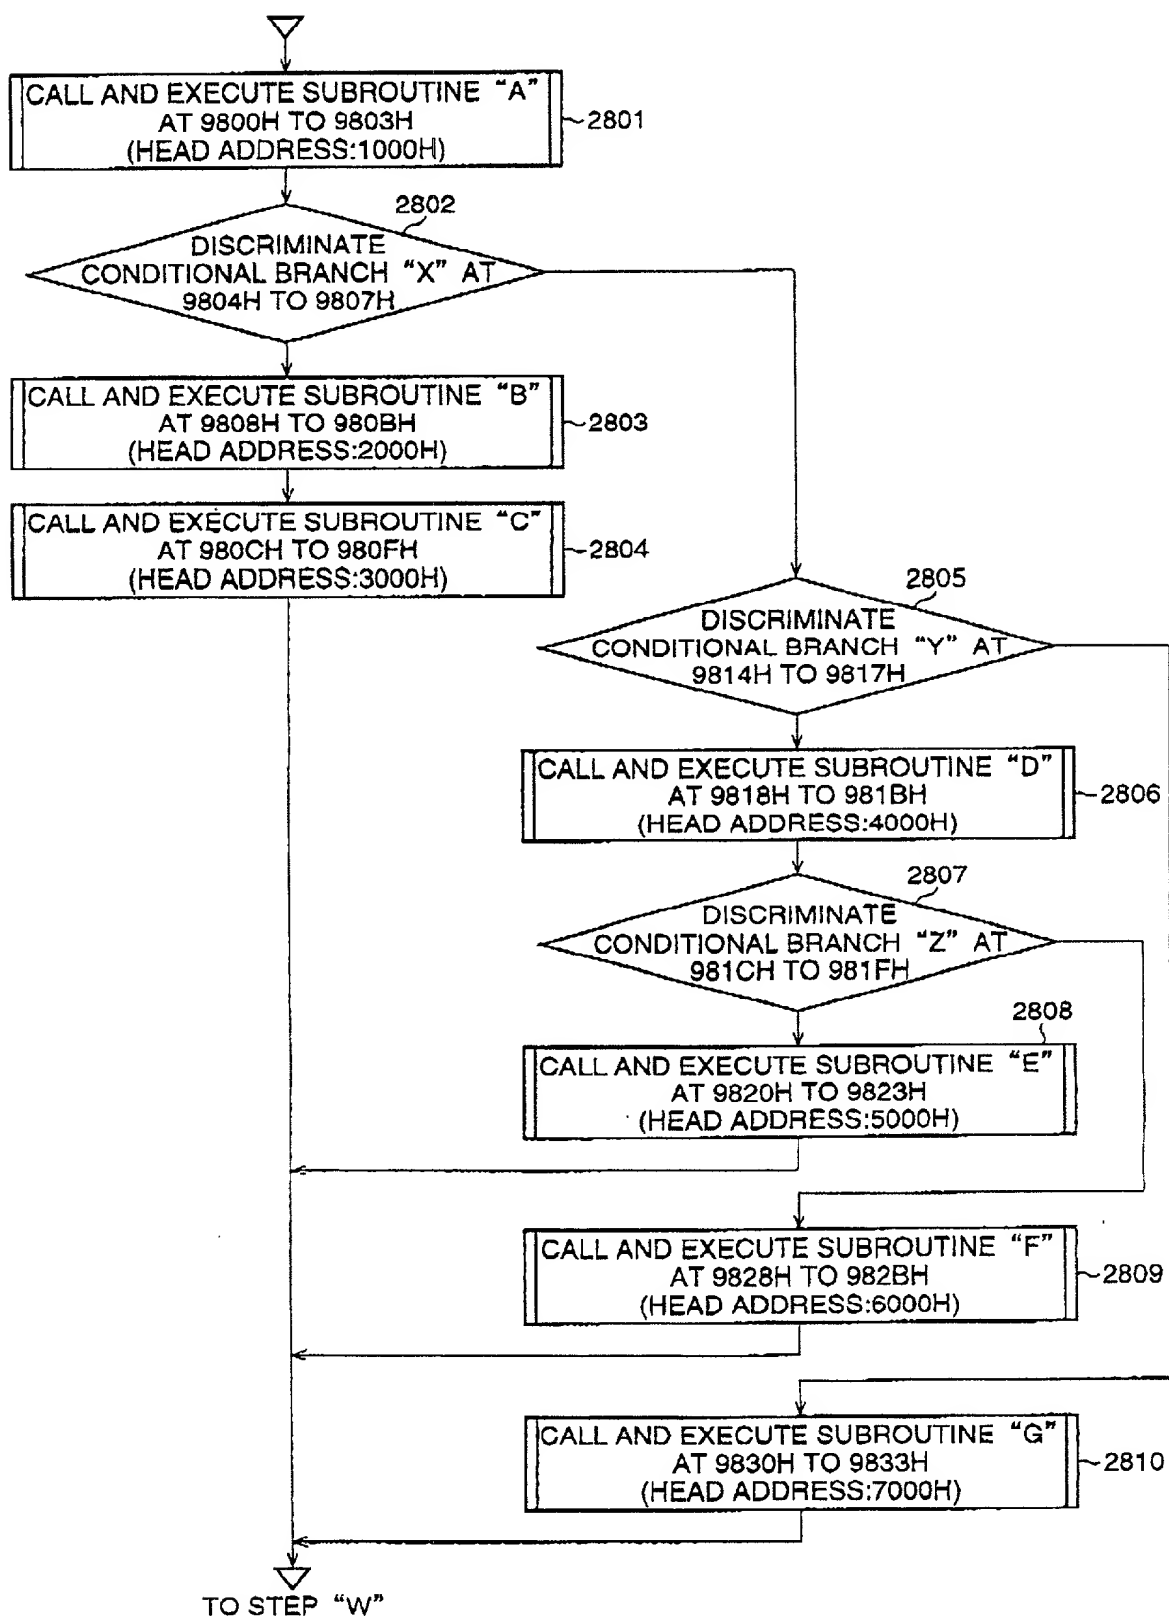 CALL AND EXECUTE SUBROUTINE "A"
AT 9800H TO 9803H
(HEAD ADDRESS:1000H)
2801
2802
DISCRIMINATE
CONDITIONAL BRANCH "X" AT
9804H TO 9807H
CALL AND EXECUTE SUBROUTINE "B"
AT 9808H TO 980BH
(HEAD ADDRESS:2000H)
2803
CALL AND EXECUTE SUBROUTINE "C"
AT 980CH TO 980FH
(HEAD ADDRESS:3000H)
2804
2805
DISCRIMINATE
CONDITIONAL BRANCH "Y" AT
9814H TO 9817H
CALL AND EXECUTE SUBROUTINE "D"
AT 9818H TO 981BH
(HEAD ADDRESS:4000H)
2806
2807
DISCRIMINATE
CONDITIONAL BRANCH "Z" AT
981CH TO 981FH
2808
CALL AND EXECUTE SUBROUTINE "E"
AT 9820H TO 9823H
(HEAD ADDRESS:5000H)
CALL AND EXECUTE SUBROUTINE "F"
AT 9828H TO 982BH
(HEAD ADDRESS:6000H)
2809
CALL AND EXECUTE SUBROUTINE "G"
AT 9830H TO 9833H
(HEAD ADDRESS:7000H)
2810
TO STEP "W"